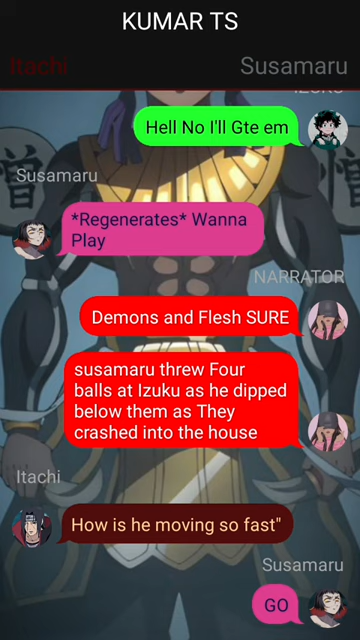 KUMAR TS
Itachi
Susamaru
IZUKU
Hell No I'll Gte em
Susamaru
*Regenerates* Wanna
Play
NARRATOR
Demons and Flesh SURE
susamaru threw Four
balls at Izuku as he dipped
below them as They
crashed into the house
Itachi
How is he moving so fast"
Susamaru
GO
憎